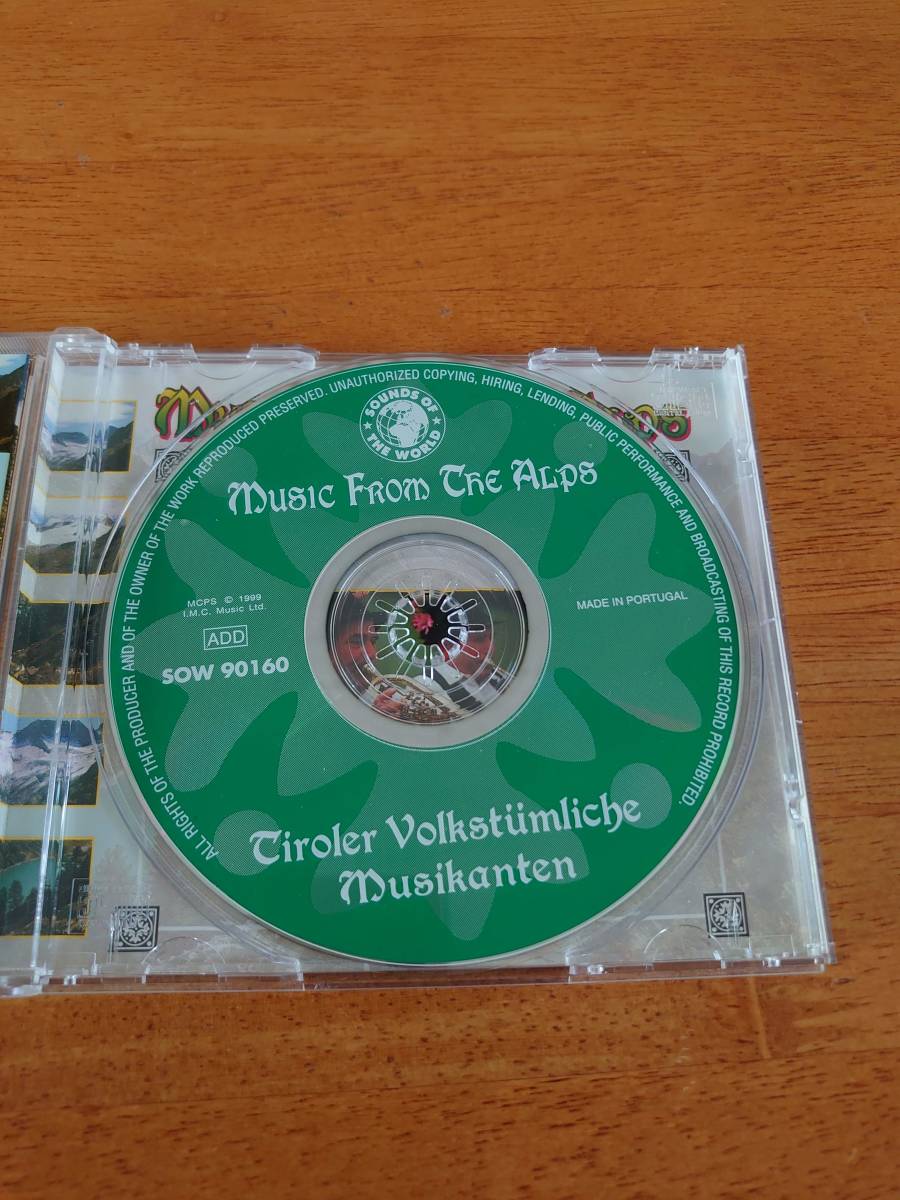 ALL RIGHTS OF THE PRODUCER AND OF THE OWNER OF THE WORK REPRODUCED PRESERVED. UNAUTHORIZED COPYING, HIRING, LENDING, PUBLIC PERFORMANCE AND BROADCASTING OF THIS RECORD PROHIBITED.
SOUNDS OF
THE WORLD
Music From The Alps
MCPS © 1999
I.M.C. Music Ltd.
ADD
SOW 90160
MADE IN PORTUGAL
Tiroler Volkstümliche
Musikanten